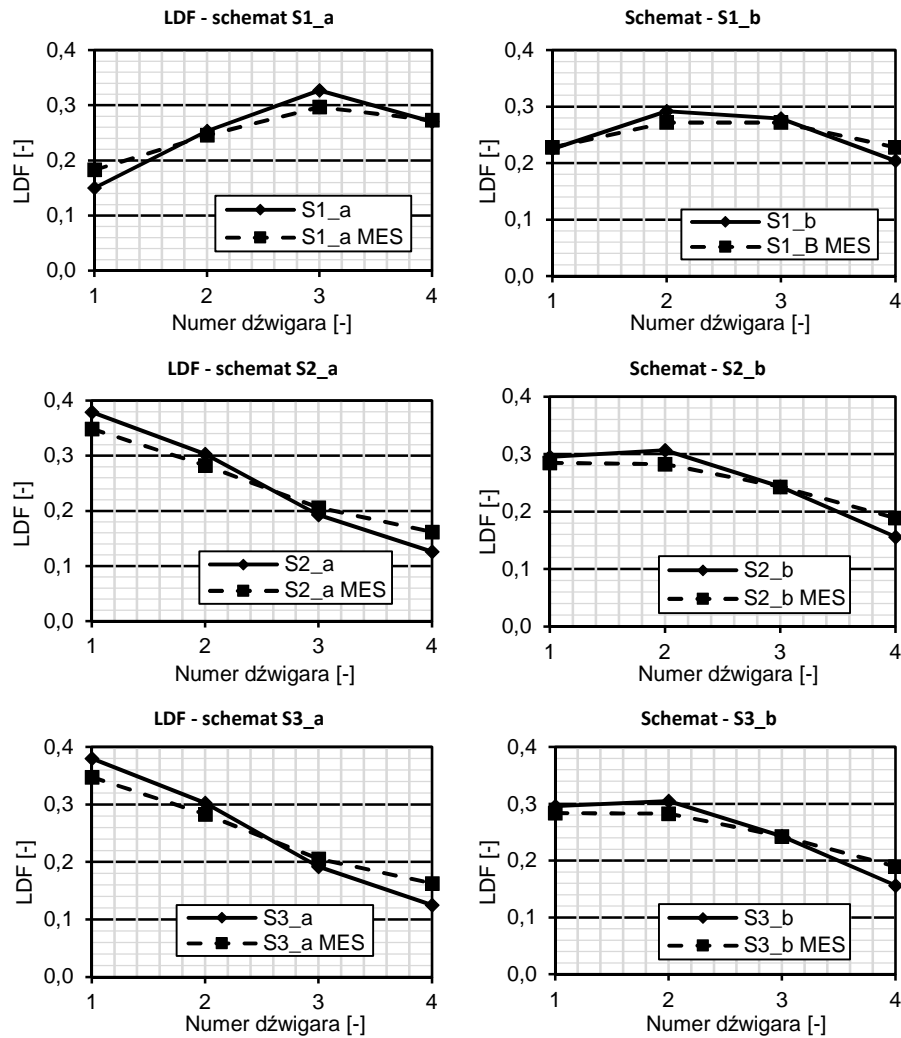 LDF - schemat S1_a
0,4
0,3
0,2
0,1
0,0
LDF [-]
S1_a
S1_a MES
1 2 3 4
Numer dźwigara [-]
Schemat - S1_b
0,4
0,3
0,2
0,1
0,0
LDF [-]
S1_b
S1_B MES
1 2 3 4
Numer dźwigara [-]
LDF - schemat S2_a
0,4
0,3
0,2
0,1
0,0
LDF [-]
S2_a
S2_a MES
1 2 3 4
Numer dźwigara [-]
Schemat - S2_b
0,4
0,3
0,2
0,1
0,0
LDF [-]
S2_b
S2_b MES
1 2 3 4
Numer dźwigara [-]
LDF - schemat S3_a
0,4
0,3
0,2
0,1
0,0
LDF [-]
S3_a
S3_a MES
1 2 3 4
Numer dźwigara [-]
Schemat - S3_b
0,4
0,3
0,2
0,1
0,0
LDF [-]
S3_b
S3_b MES
1 2 3 4
Numer dźwigara [-]